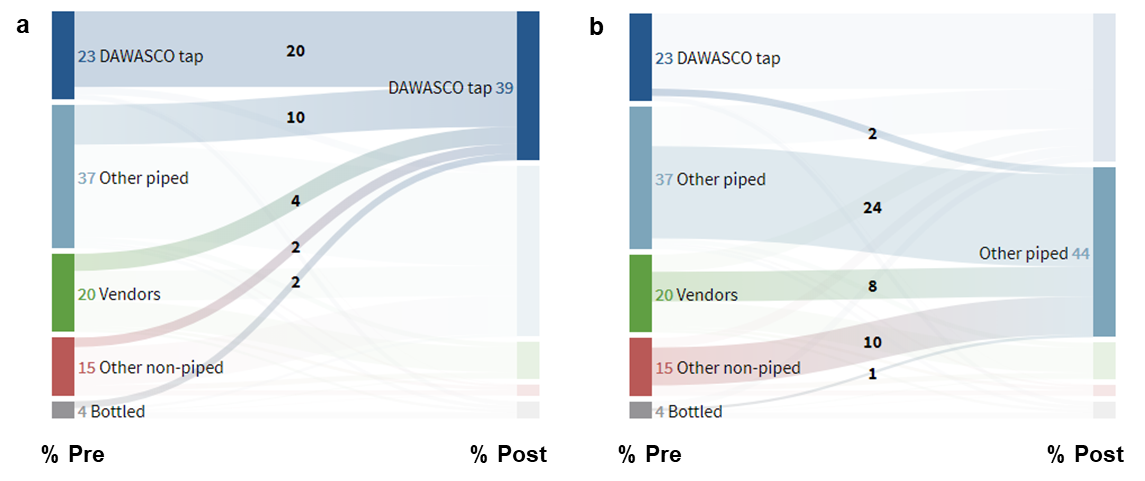 a
23 DAWASCO tap
20
DAWASCO tap 39
10
37 Other piped
4
2
2
20 Vendors
15 Other non-piped
4 Bottled
% Pre
% Post
b
23 DAWASCO tap
2
37 Other piped
24
Other piped 44
20 Vendors
8
10
15 Other non-piped
1
4 Bottled
% Pre
% Post